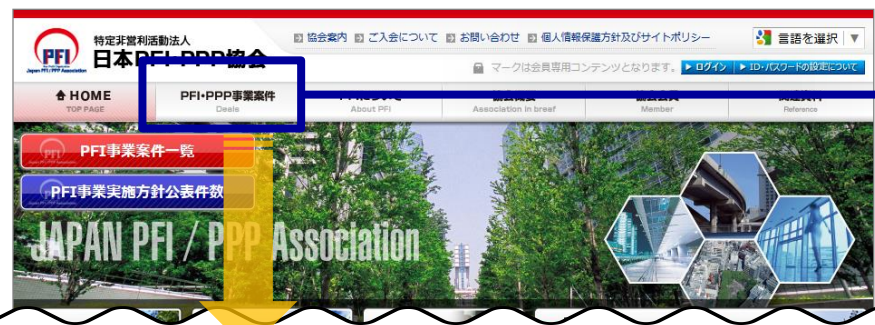 PFI
Japan PFI / PPP Association
特定非営利活動法人
日本PFI・PPP協会
協会案内 ご入会について お問い合わせ 個人情報保護方針及びサイトポリシー
言語を選択 ▼
マークは会員専用コンテンツとなります。 ログイン ID・パスワードの設定について
HOME
TOP PAGE
PFI・PPP事業案件
Deals
About PFI
Association in breaf
Member
Reference
PFI事業案件一覧
PFI事業実施方針公表件数
JAPAN PFI / PPP Association